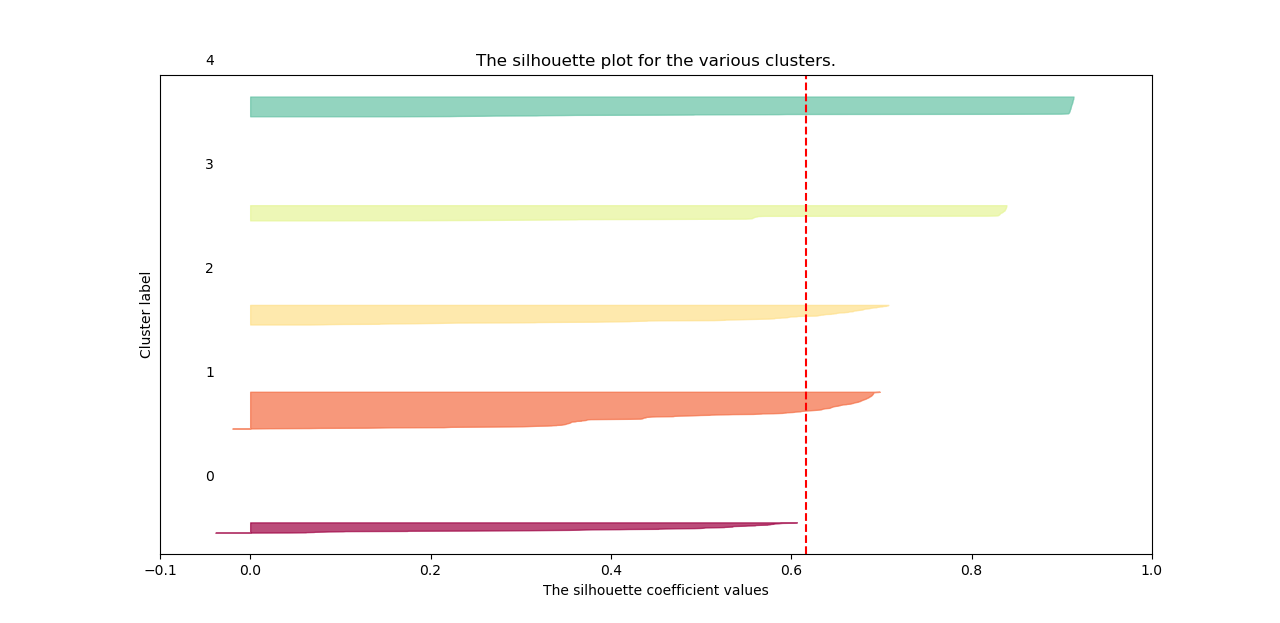 The silhouette plot for the various clusters.
4
3
2
1
0
Cluster label
−0.1 0.0 0.2 0.4 0.6 0.8 1.0
The silhouette coefficient values